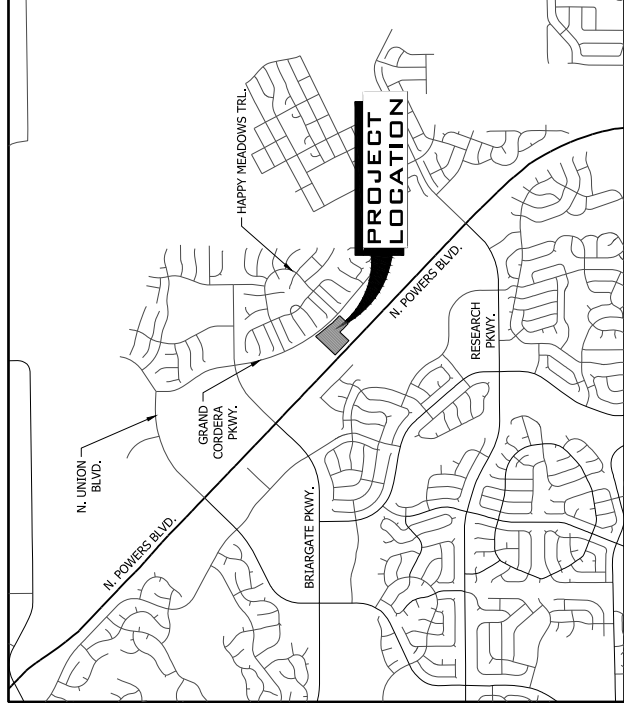 HAPPY MEADOWS TRL.
PROJECT
LOCATION
N. UNION
BLVD.
GRAND
CORDERA
PKWY.
N. POWERS BLVD.
RESEARCH
PKWY.
N. POWERS BLVD.
BRIARGATE PKWY.